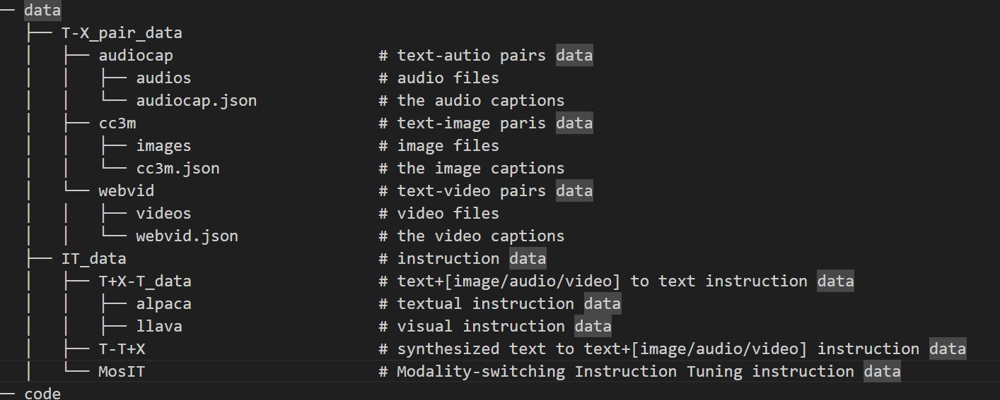 ── data
   ├── T-X_pair_data
   │   ├── audiocap                      # text-autio pairs data
   │   │   ├── audios                    # audio files
   │   │   └── audiocap.json             # the audio captions
   │   ├── cc3m                          # text-image paris data
   │   │   ├── images                    # image files
   │   │   └── cc3m.json                 # the image captions
   │   └── webvid                        # text-video pairs data
   │   │   ├── videos                    # video files
   │   │   └── webvid.json               # the video captions
   ├── IT_data                           # instruction data
   │   ├── T+X-T_data                    # text+[image/audio/video] to text instruction data
   │   │   ├── alpaca                    # textual instruction data
   │   │   ├── llava                     # visual instruction data
   │   ├── T-T+X                         # synthesized text to text+[image/audio/video] instruction data
   │   └── MosIT                         # Modality-switching Instruction Tuning instruction data
── code